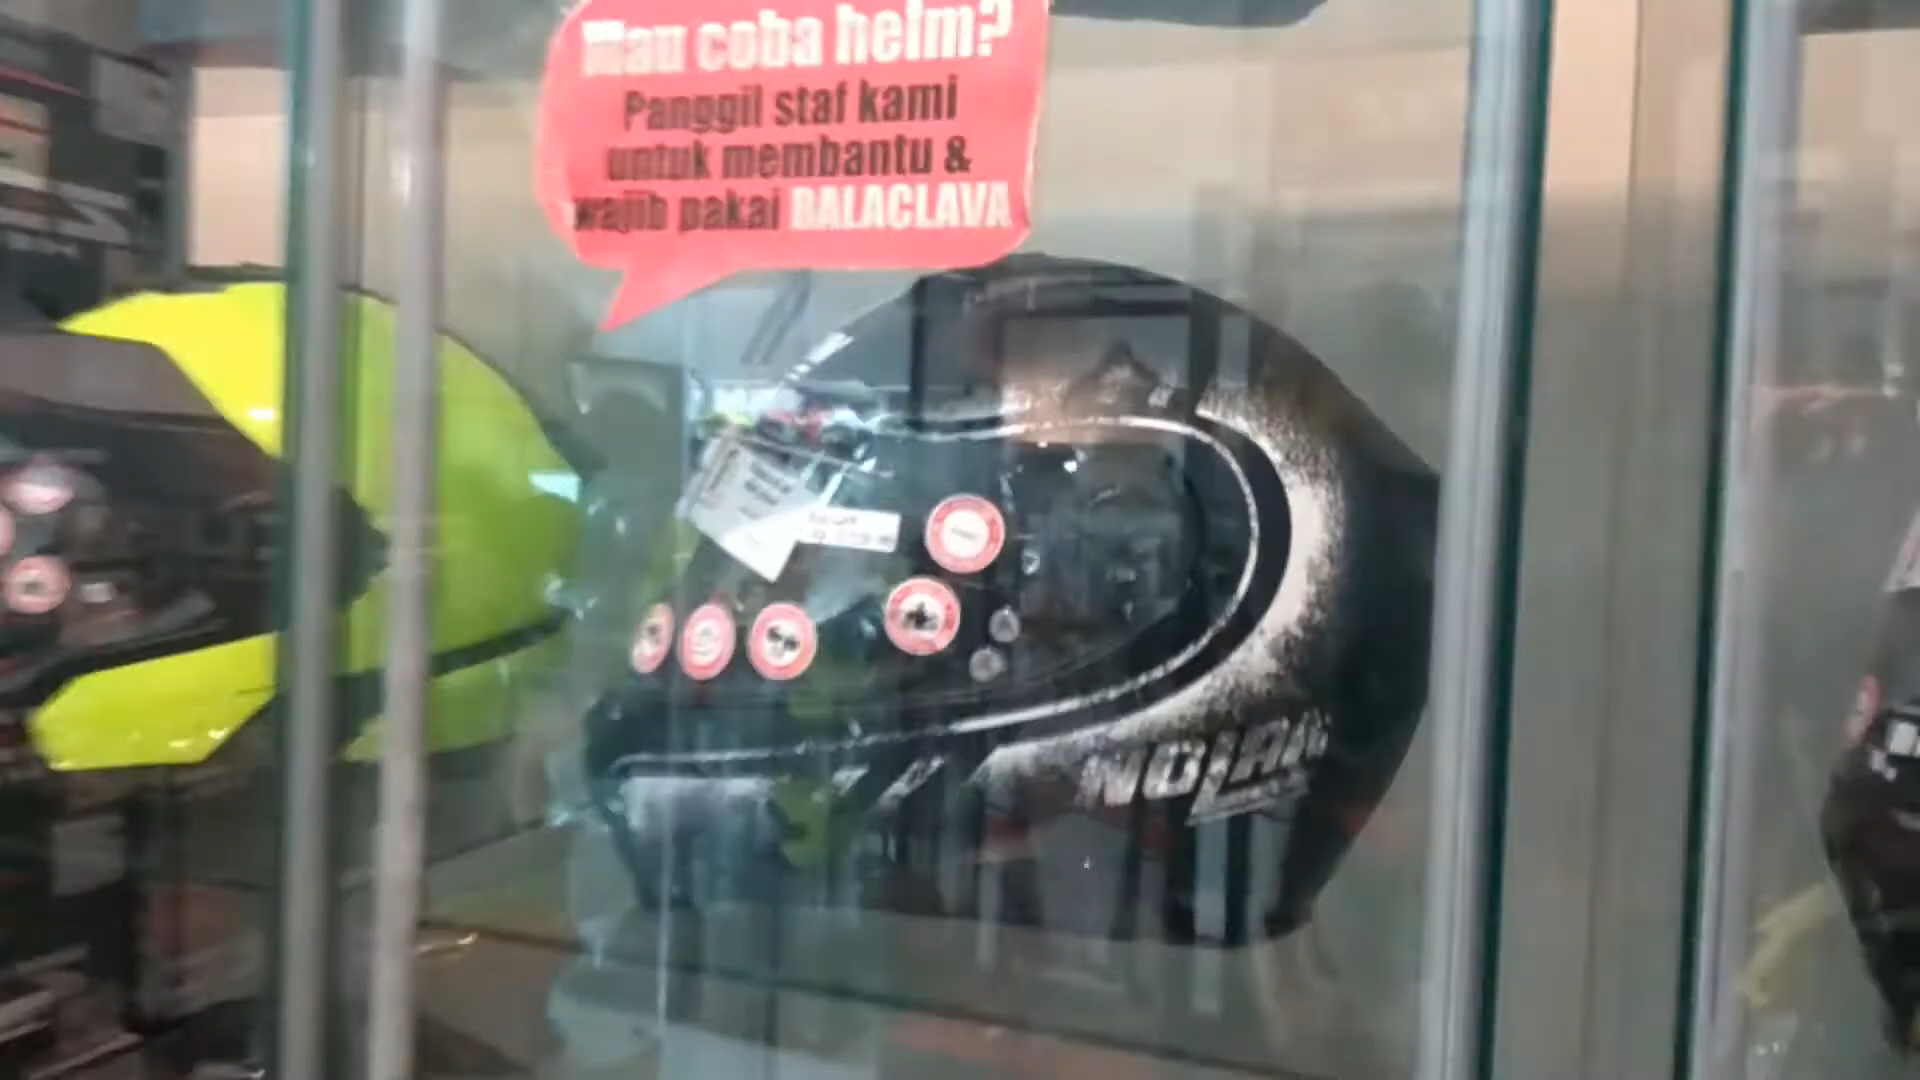 Mau coba helm?
Panggil staf kami
untuk membantu &
wajib pakai BALACLAVA
NOLAN